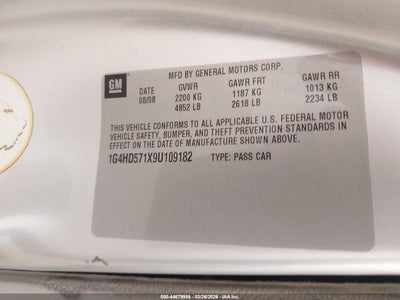 GM
MFD BY GENERAL MOTORS CORP.
DATE GVWR GAWR FRT GAWR RR
08/08 2200 KG 1187 KG 1013 KG
4852 LB 2618 LB 2234 LB
THIS VEHICLE CONFORMS TO ALL APPLICABLE U.S. FEDERAL MOTOR
VEHICLE SAFETY, BUMPER, AND THEFT PREVENTION STANDARDS IN
EFFECT ON THE DATE OF MANUFACTURE SHOWN ABOVE.
1G4HD571X9U109182 TYPE: PASS CAR
000-44679954 - 03/28/2026 - IAA Inc.